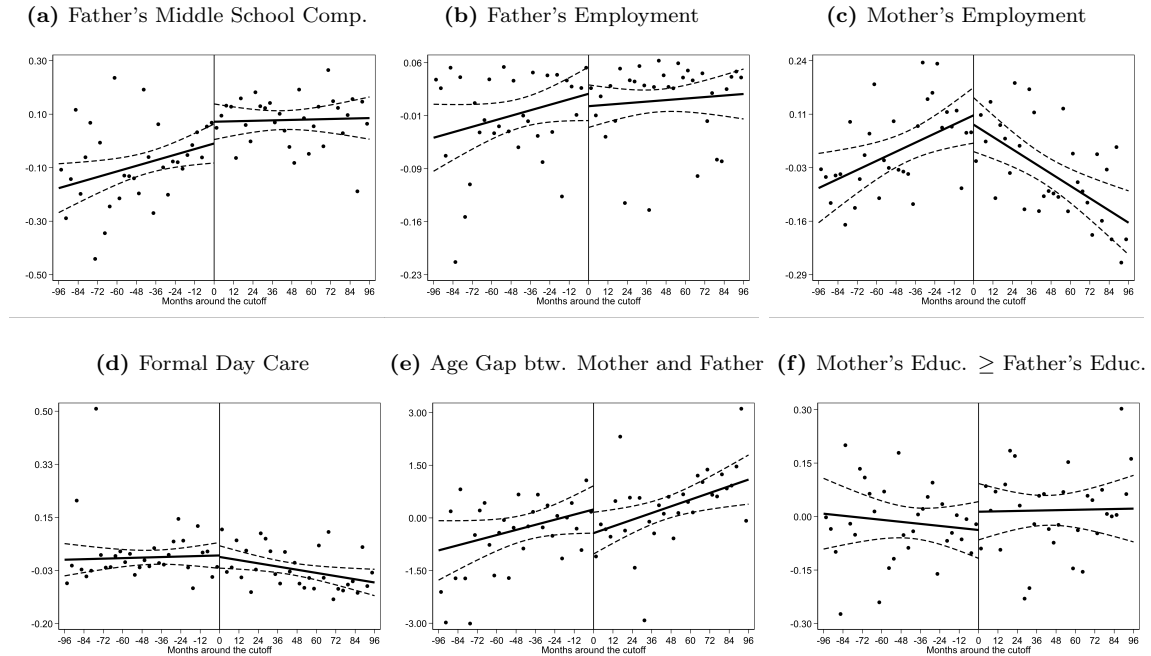 (a) Father's Middle School Comp.
(b) Father's Employment
(c) Mother's Employment
0.30
0.10
-0.10
-0.30
-0.50
-96 -84 -72 -60 -48 -36 -24 -12 0 12 24 36 48 60 72 84 96
Months around the cutoff
0.06
-0.01
-0.09
-0.16
-0.23
-96 -84 -72 -60 -48 -36 -24 -12 0 12 24 36 48 60 72 84 96
Months around the cutoff
0.24
0.11
-0.03
-0.16
-0.29
-96 -84 -72 -60 -48 -36 -24 -12 0 12 24 36 48 60 72 84 96
Months around the cutoff
(d) Formal Day Care
(e) Age Gap btw. Mother and Father
(f) Mother's Educ. ≥ Father's Educ.
0.50
0.33
0.15
-0.03
-0.20
-96 -84 -72 -60 -48 -36 -24 -12 0 12 24 36 48 60 72 84 96
Months around the cutoff
3.00
1.50
0.00
-1.50
-3.00
-96 -84 -72 -60 -48 -36 -24 -12 0 12 24 36 48 60 72 84 96
Months around the cutoff
0.30
0.15
0.00
-0.15
-0.30
-96 -84 -72 -60 -48 -36 -24 -12 0 12 24 36 48 60 72 84 96
Months around the cutoff